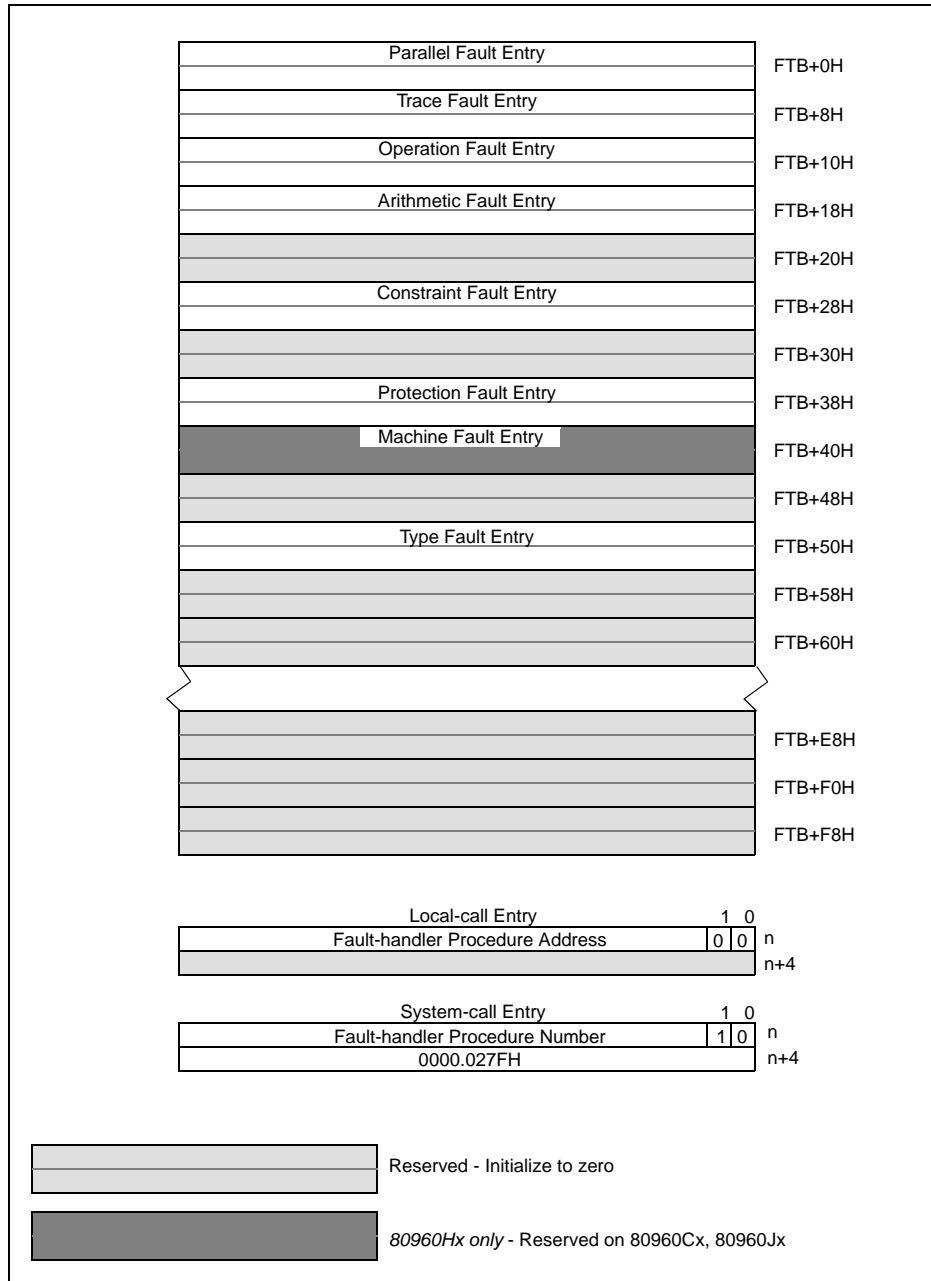 Parallel Fault Entry
FTB+0H
Trace Fault Entry
FTB+8H
Operation Fault Entry
FTB+10H
Arithmetic Fault Entry
FTB+18H
FTB+20H
Constraint Fault Entry
FTB+28H
FTB+30H
Protection Fault Entry
FTB+38H
Machine Fault Entry
FTB+40H
FTB+48H
Type Fault Entry
FTB+50H
FTB+58H
FTB+60H
FTB+E8H
FTB+F0H
FTB+F8H
Local-call Entry 1 0
Fault-handler Procedure Address 0 0 n
n+4
System-call Entry 1 0
Fault-handler Procedure Number 1 0 n
0000.027FH n+4
Reserved - Initialize to zero
80960Hx only - Reserved on 80960Cx, 80960Jx